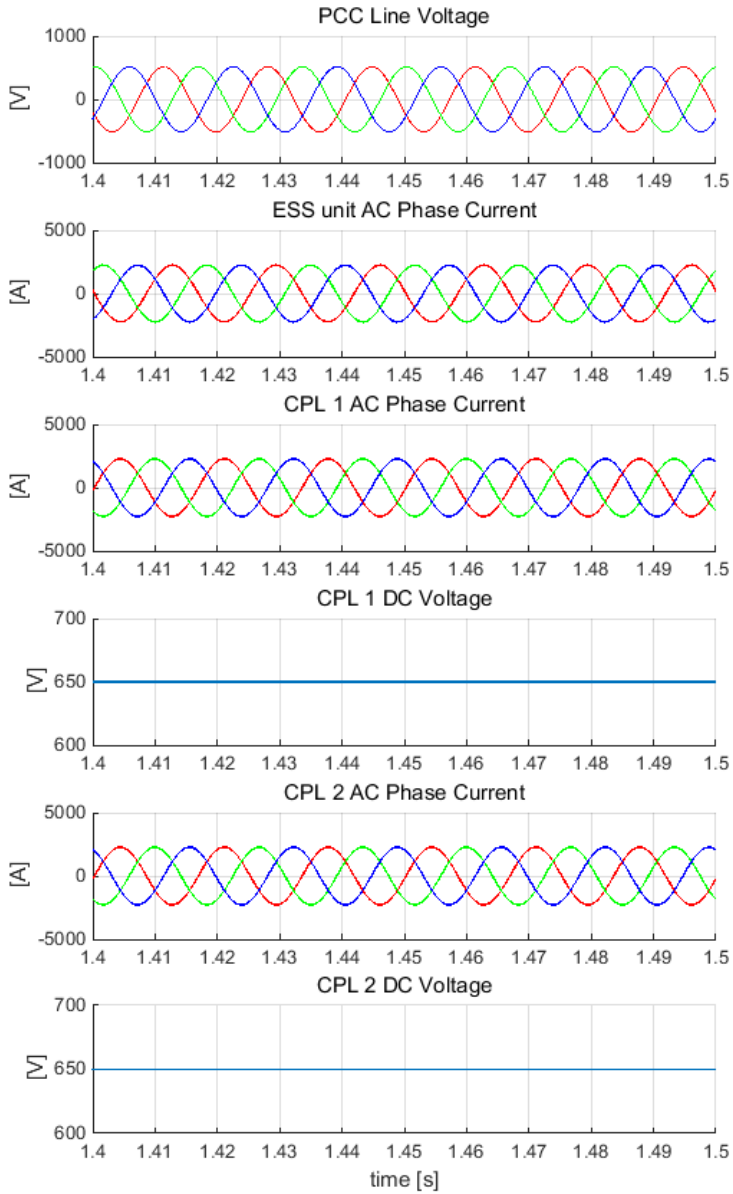 PCC Line Voltage
1000
0
-1000
[V]
1.4 1.41 1.42 1.43 1.44 1.45 1.46 1.47 1.48 1.49 1.5
ESS unit AC Phase Current
5000
0
-5000
[A]
1.4 1.41 1.42 1.43 1.44 1.45 1.46 1.47 1.48 1.49 1.5
CPL 1 AC Phase Current
5000
0
-5000
[A]
1.4 1.41 1.42 1.43 1.44 1.45 1.46 1.47 1.48 1.49 1.5
CPL 1 DC Voltage
700
650
600
[V]
1.4 1.41 1.42 1.43 1.44 1.45 1.46 1.47 1.48 1.49 1.5
CPL 2 AC Phase Current
5000
0
-5000
[A]
1.4 1.41 1.42 1.43 1.44 1.45 1.46 1.47 1.48 1.49 1.5
CPL 2 DC Voltage
700
650
600
[V]
1.4 1.41 1.42 1.43 1.44 1.45 1.46 1.47 1.48 1.49 1.5
time [s]